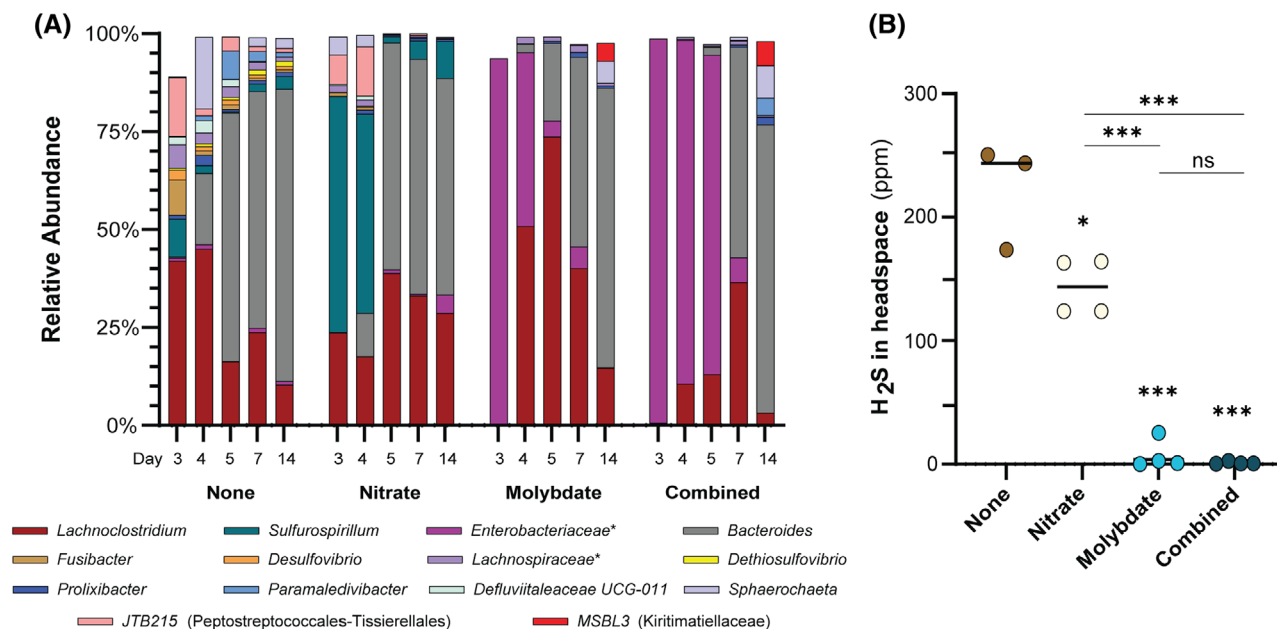 (A)
(B)
100%
75%
50%
25%
0%
Relative Abundance
Day 3 4 5 7 14 3 4 5 7 14 3 4 5 7 14 3 4 5 7 14
None Nitrate Molybdate Combined
Lachnoclostridium Sulfurospirillum Enterobacteriaceae* Bacteroides
Fusibacter Desulfovibrio Lachnospiraceae* Dethiosulfovibrio
Prolixibacter Paramaledivibacter Defluviitaleaceae UCG-011 Sphaerochaeta
JTB215 (Peptostreptococcales-Tissierellales) MSBL3 (Kiritimatiellaceae)
300
200
100
0
H2S in headspace (ppm)
***
***
ns
*
***
***
None Nitrate Molybdate Combined